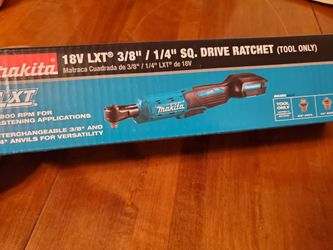 Makita
18V LXT® 3/8" / 1/4" SQ. DRIVE RATCHET (TOOL ONLY)
Matraca Cuadrada de 3/8" / 1/4" LXT® de 18V
LXT
800 RPM FOR
FASTENING APPLICATIONS
INTERCHANGEABLE 3/8" AND
1/4" ANVILS FOR VERSATILITY
Makita
TOOL
ONLY